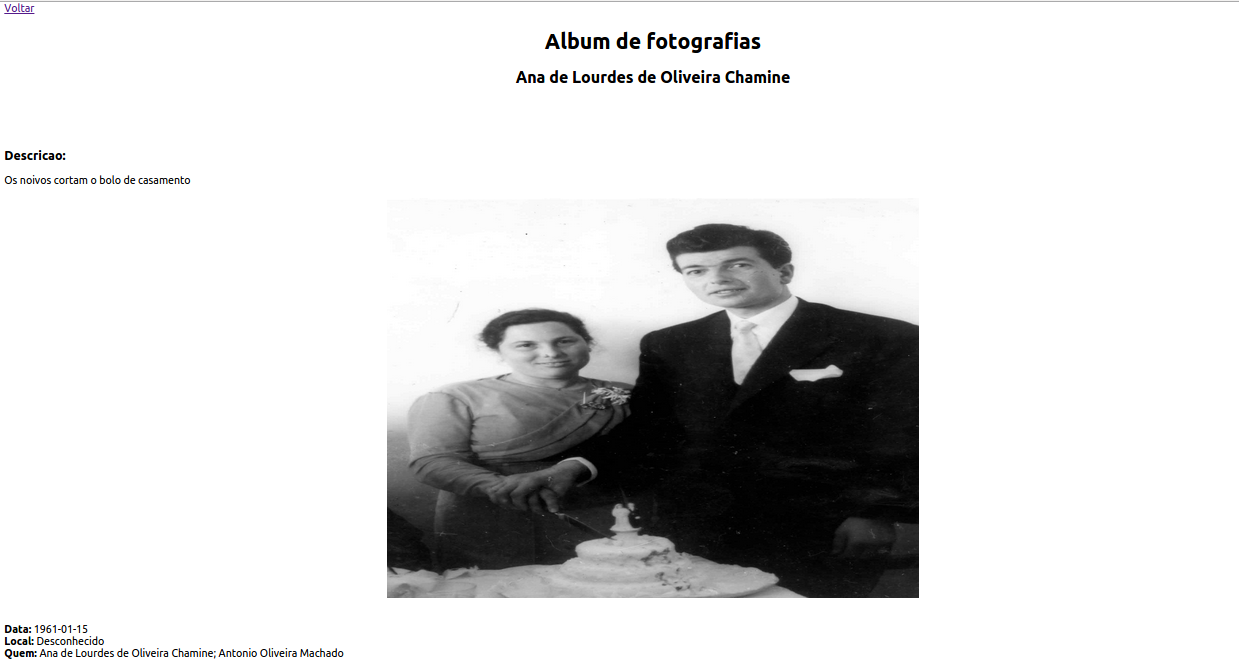 Voltar
Album de fotografias
Ana de Lourdes de Oliveira Chamine
Descricao:
Os noivos cortam o bolo de casamento
Data: 1961-01-15
Local: Desconhecido
Quem: Ana de Lourdes de Oliveira Chamine; Antonio Oliveira Machado